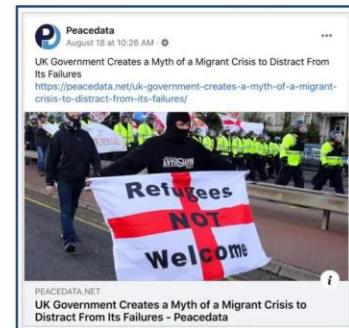 Peacedata
August 18 at 10:26 AM ·
UK Government Creates a Myth of a Migrant Crisis to Distract From
Its Failures
https://peacedata.net/uk-government-creates-a-myth-of-a-migrant-
crisis-to-distract-from-its-failures/
Refugees
NOT
Welcome
PEACEDATA.NET
UK Government Creates a Myth of a Migrant Crisis to
Distract From Its Failures - Peacedata